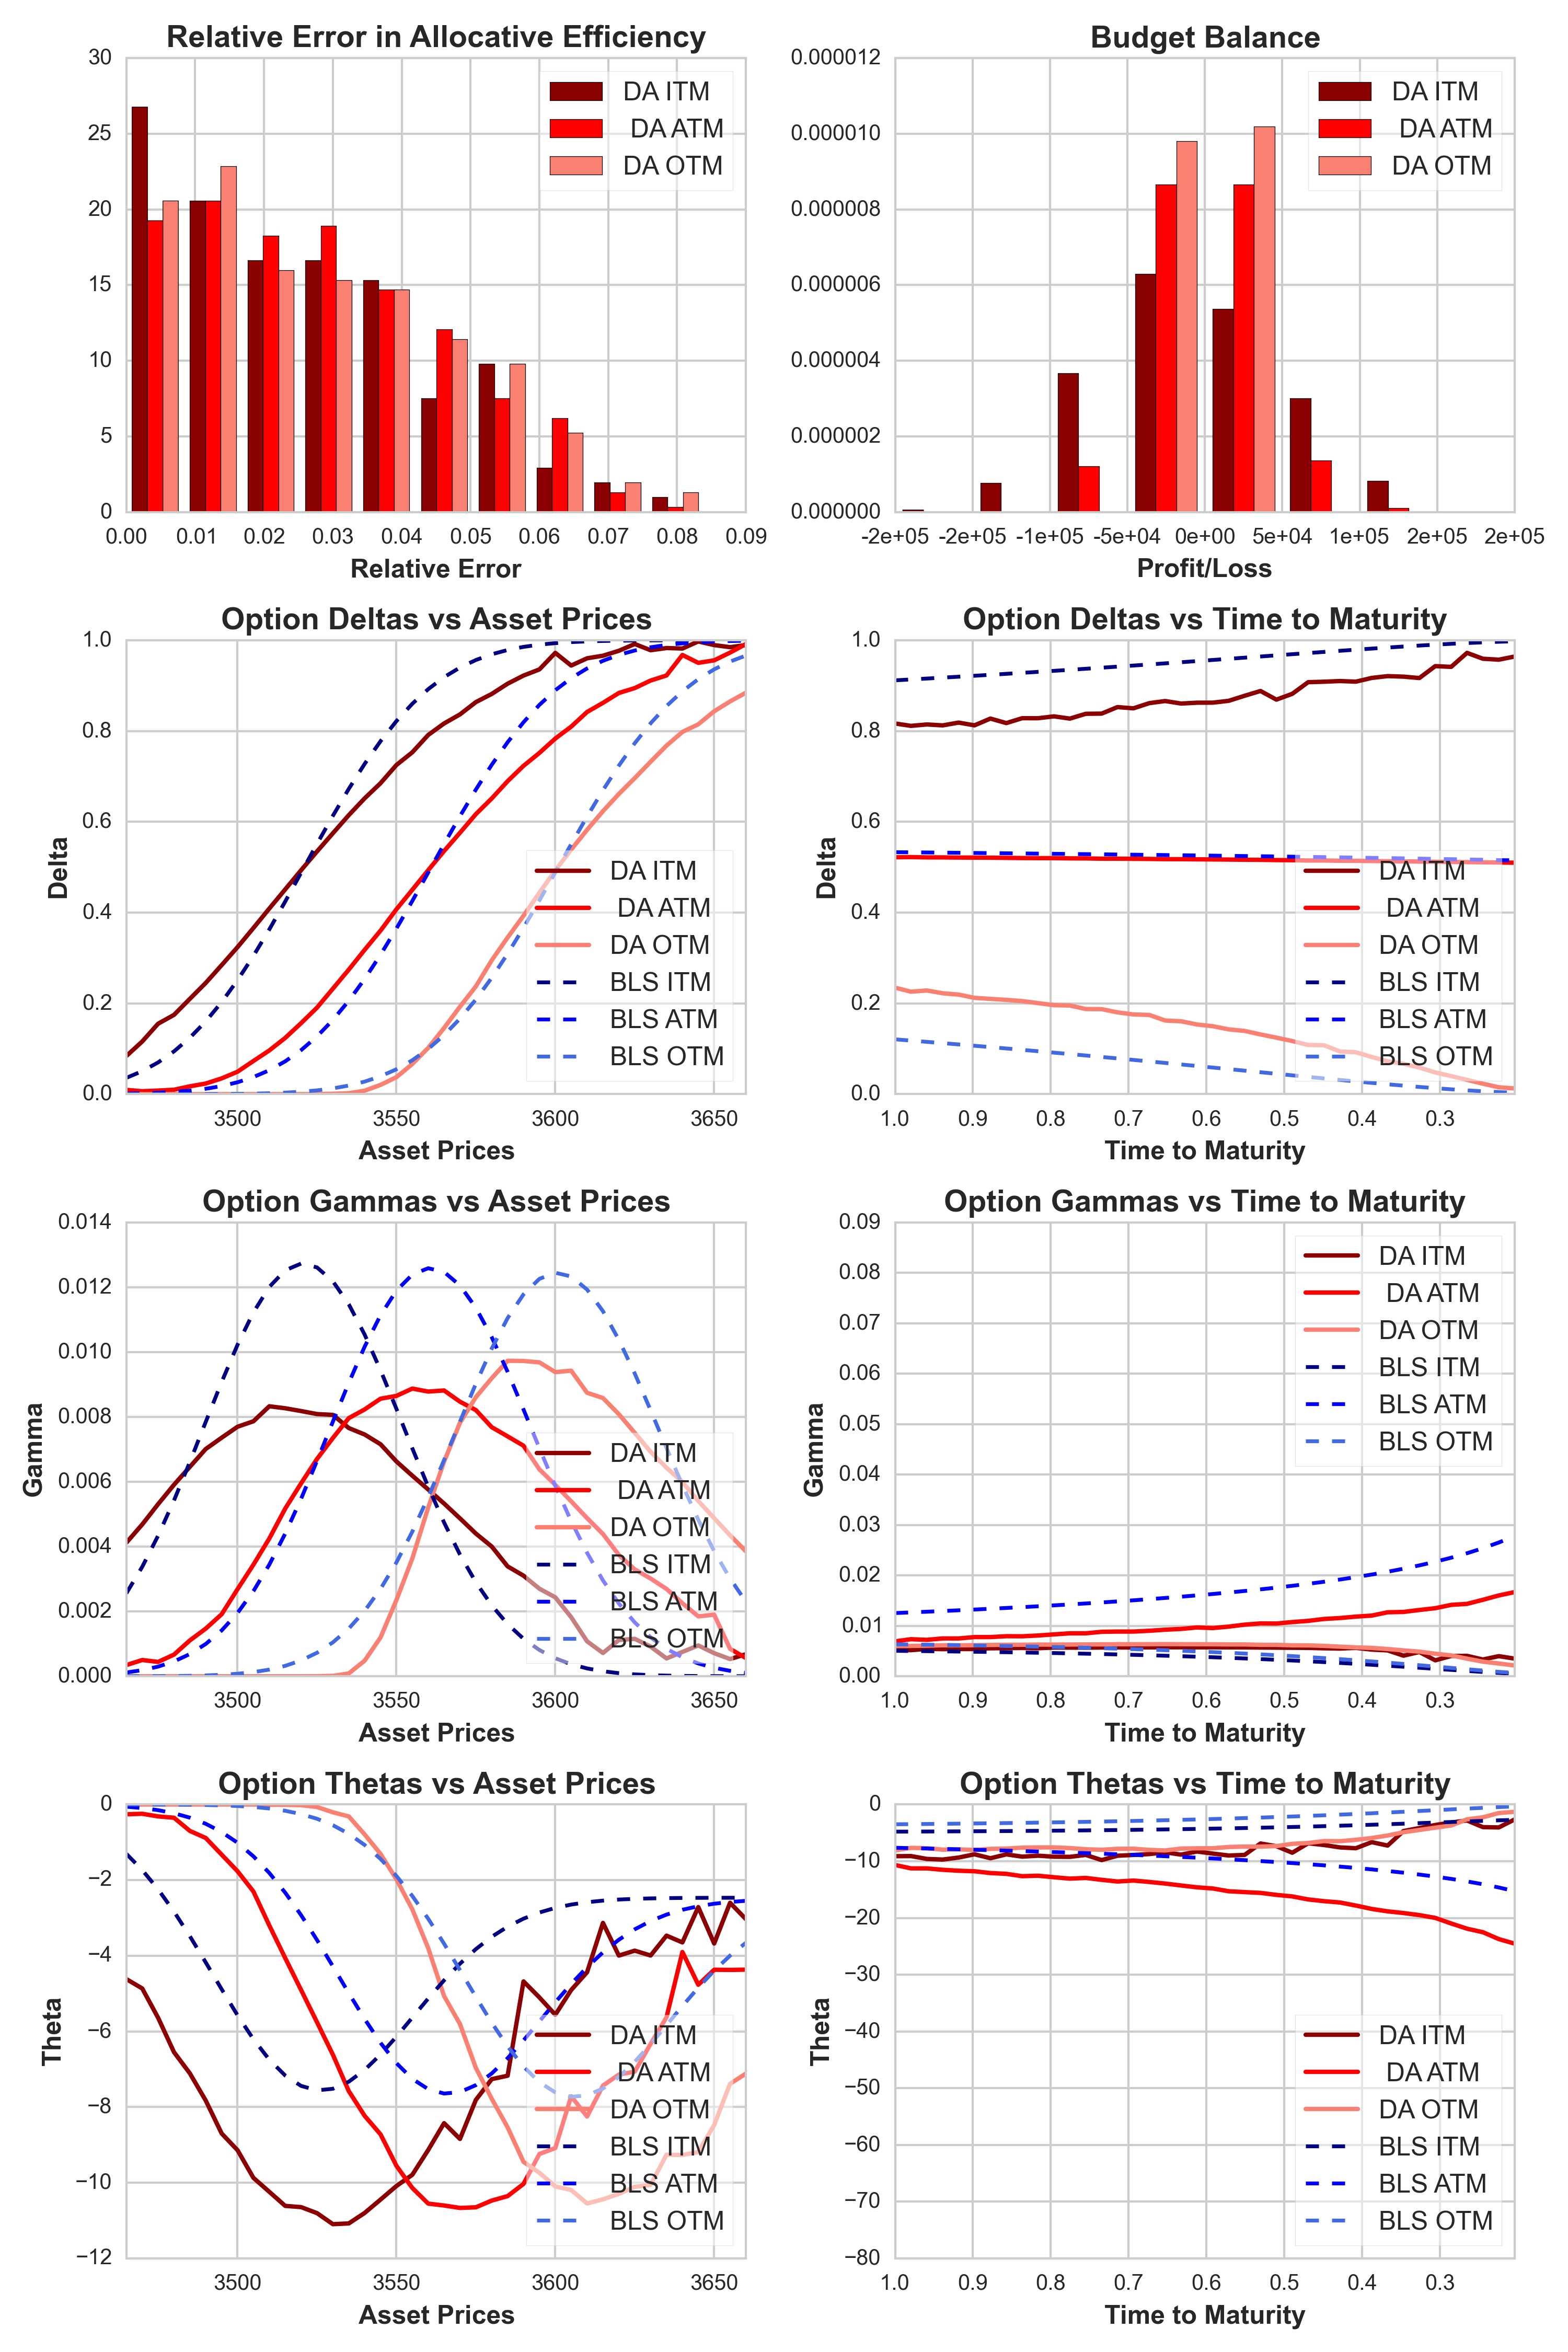 Relative Error in Allocative Efficiency
30
25
20
15
10
5
0
0.00 0.01 0.02 0.03 0.04 0.05 0.06 0.07 0.08 0.09
Relative Error
DA ITM
DA ATM
DA OTM
Budget Balance
0.000012
0.000010
0.000008
0.000006
0.000004
0.000002
0.000000
-2e+05 -2e+05 -1e+05 -5e+04 0e+00 5e+04 1e+05 2e+05 2e+05
Profit/Loss
DA ITM
DA ATM
DA OTM
Option Deltas vs Asset Prices
1.0
0.8
0.6
0.4
0.2
0.0
Delta
3500 3550 3600 3650
Asset Prices
DA ITM
DA ATM
DA OTM
BLS ITM
BLS ATM
BLS OTM
Option Deltas vs Time to Maturity
1.0
0.8
0.6
0.4
0.2
0.0
Delta
1.0 0.9 0.8 0.7 0.6 0.5 0.4 0.3
Time to Maturity
DA ITM
DA ATM
DA OTM
BLS ITM
BLS ATM
BLS OTM
Option Gammas vs Asset Prices
0.014
0.012
0.010
0.008
0.006
0.004
0.002
0.000
Gamma
3500 3550 3600 3650
Asset Prices
DA ITM
DA ATM
DA OTM
BLS ITM
BLS ATM
BLS OTM
Option Gammas vs Time to Maturity
0.09
0.08
0.07
0.06
0.05
0.04
0.03
0.02
0.01
0.00
Gamma
1.0 0.9 0.8 0.7 0.6 0.5 0.4 0.3
Time to Maturity
DA ITM
DA ATM
DA OTM
BLS ITM
BLS ATM
BLS OTM
Option Thetas vs Asset Prices
0
−2
−4
−6
−8
−10
−12
Theta
3500 3550 3600 3650
Asset Prices
DA ITM
DA ATM
DA OTM
BLS ITM
BLS ATM
BLS OTM
Option Thetas vs Time to Maturity
0
−10
−20
−30
−40
−50
−60
−70
−80
Theta
1.0 0.9 0.8 0.7 0.6 0.5 0.4 0.3
Time to Maturity
DA ITM
DA ATM
DA OTM
BLS ITM
BLS ATM
BLS OTM